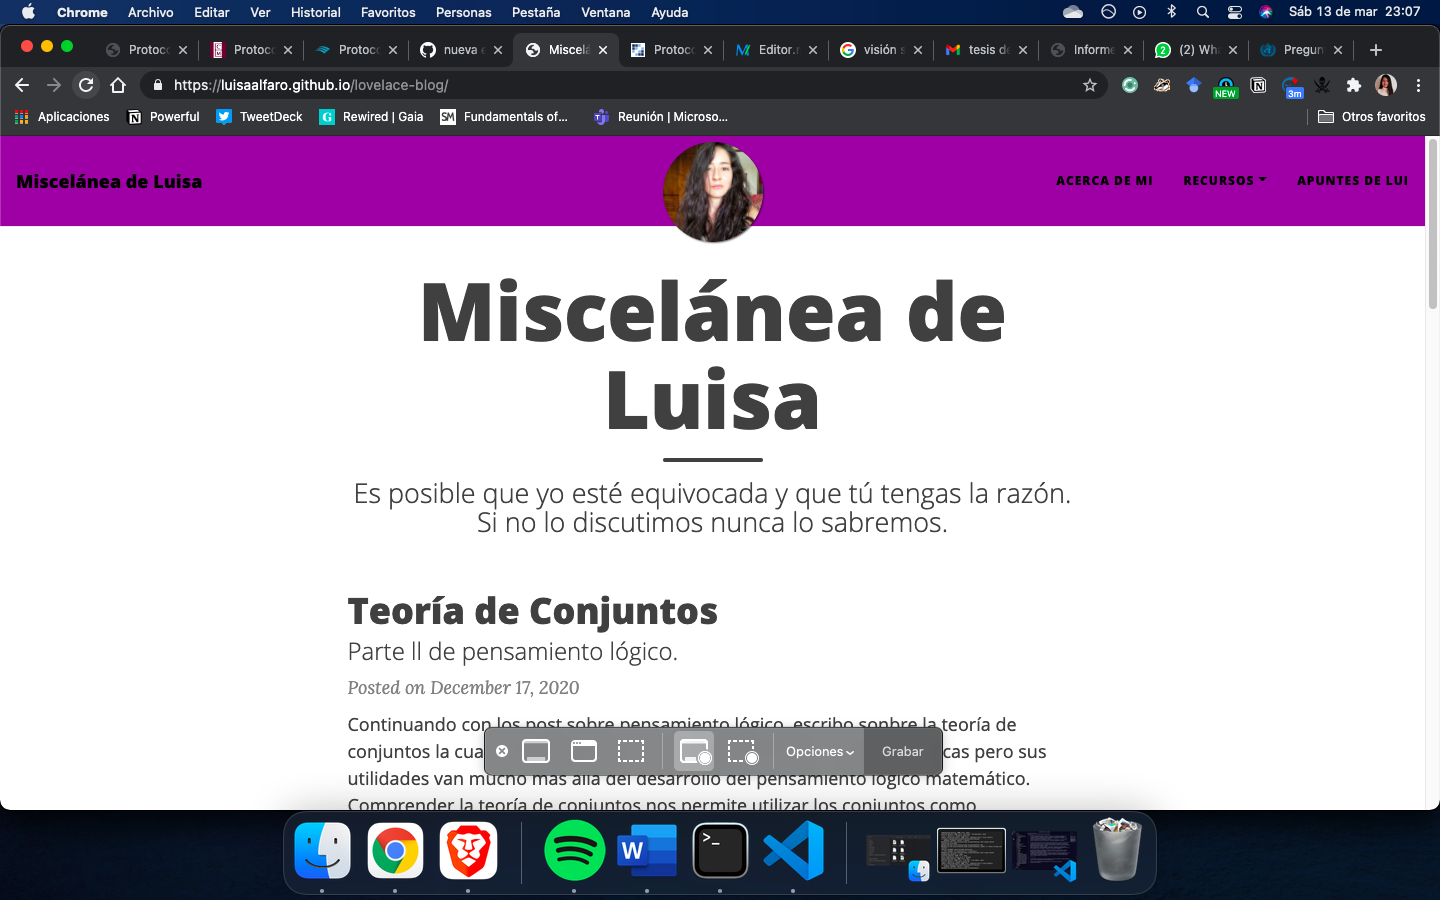 Chrome Archivo Editar Ver Historial Favoritos Personas Pestaña Ventana Ayuda Sáb 13 de mar 23:07
Protoc Protoc Protoc nueva Miscel Protoc Editor. visión tesis de Informe (2) Wh Pregun
https://luisaalfaro.github.io/lovelace-blog/
NEW 3m
Aplicaciones Powerful TweetDeck Rewired | Gaia SM Fundamentals of... Reunión | Microso... Otros favoritos
Miscelánea de Luisa ACERCA DE MI RECURSOS APUNTES DE LUI
Miscelánea de
Luisa
Es posible que yo esté equivocada y que tú tengas la razón.
Si no lo discutimos nunca lo sabremos.
Teoría de Conjuntos
Parte ll de pensamiento lógico.
Posted on December 17, 2020
Continuando con los post sobre pensamiento lógico, escribo sonbre la teoría de
conjuntos la cua cas pero sus
utilidades van mucho más allá del desarrollo del pensamiento lógico matemático.
Comprender la teoría de conjuntos nos permite utilizar los conjuntos como
Opciones Grabar